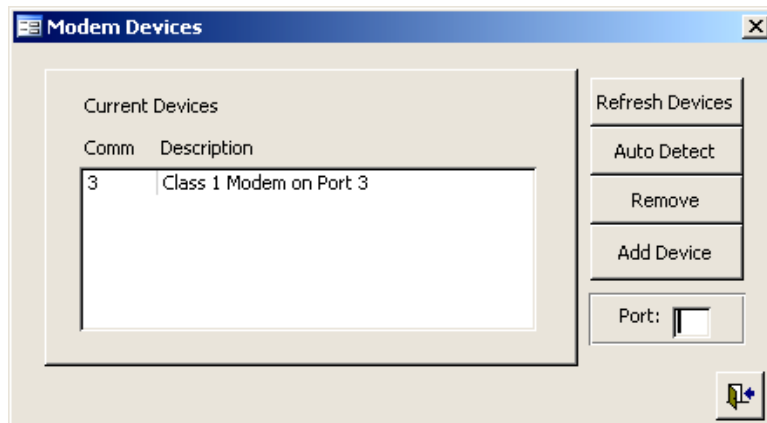 Modem Devices
Current Devices
Comm Description
3 Class 1 Modem on Port 3
Refresh Devices
Auto Detect
Remove
Add Device
Port: